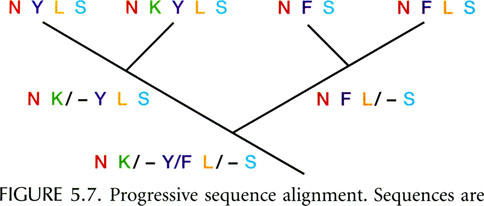 N Y L S N K Y L S N F S N F L S
N K/– Y L S N F L/– S
N K/– Y/F L/– S
FIGURE 5.7. Progressive sequence alignment. Sequences are